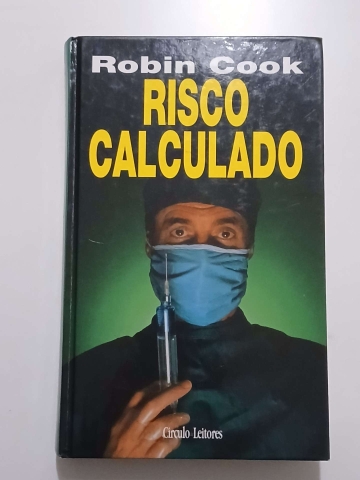 Robin Cook
RISCO
CALCULADO
Círculo Leitores